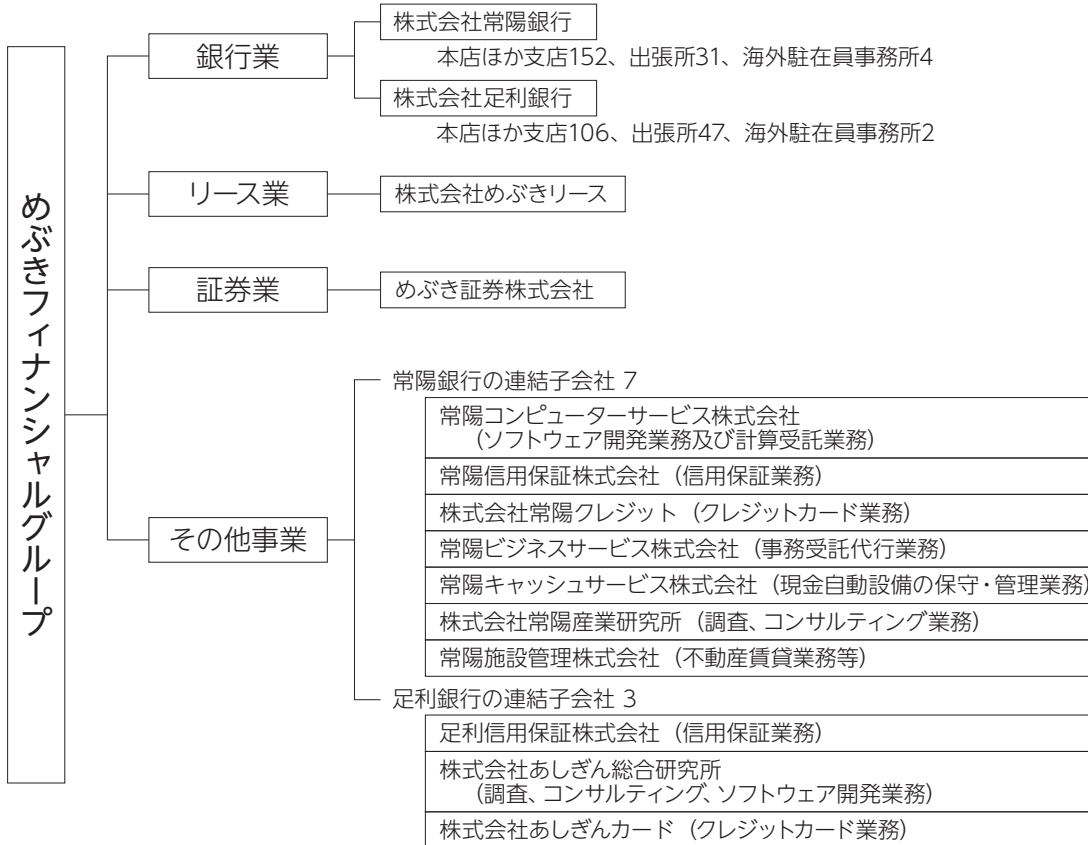 めぶきフィナンシャルグループ
銀行業
株式会社常陽銀行
本店ほか支店152、出張所31、海外駐在員事務所4
株式会社足利銀行
本店ほか支店106、出張所47、海外駐在員事務所2
リース業
株式会社めぶきリース
証券業
めぶき証券株式会社
その他事業
常陽銀行の連結子会社 7
常陽コンピューターサービス株式会社
（ソフトウェア開発業務及び計算受託業務）
常陽信用保証株式会社（信用保証業務）
株式会社常陽クレジット（クレジットカード業務）
常陽ビジネスサービス株式会社（事務受託代行業務）
常陽キャッシュサービス株式会社（現金自動設備の保守・管理業務）
株式会社常陽産業研究所（調査、コンサルティング業務）
常陽施設管理株式会社（不動産賃貸業務等）
足利銀行の連結子会社 3
足利信用保証株式会社（信用保証業務）
株式会社あしぎん総合研究所
（調査、コンサルティング、ソフトウェア開発業務）
株式会社あしぎんカード（クレジットカード業務）